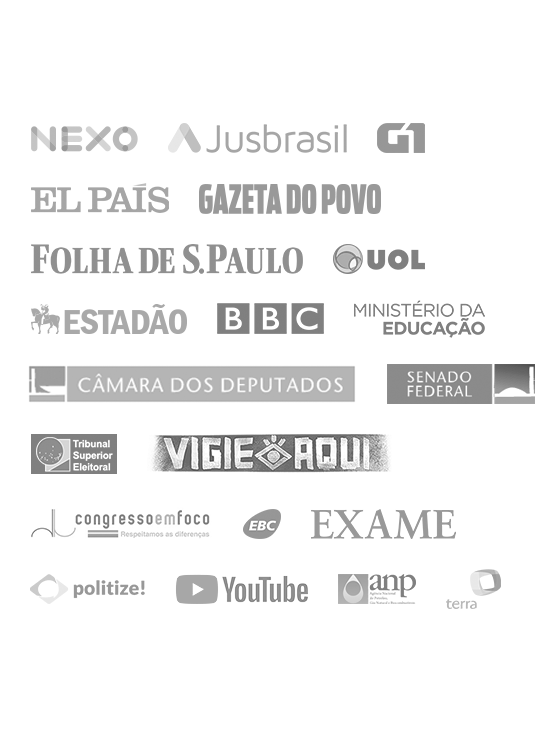 NEXO Jusbrasil G1
EL PAÍS GAZETA DO POVO
FOLHA DE S.PAULO UOL
ESTADÃO BBC MINISTÉRIO DA
EDUCAÇÃO
CÂMARA DOS DEPUTADOS SENADO
FEDERAL
Tribunal
Superior
Eleitoral
VIGIE AQUI
congressoemfoco
Respeitamos as diferenças
EBC EXAME
politize! YouTube anp
terra